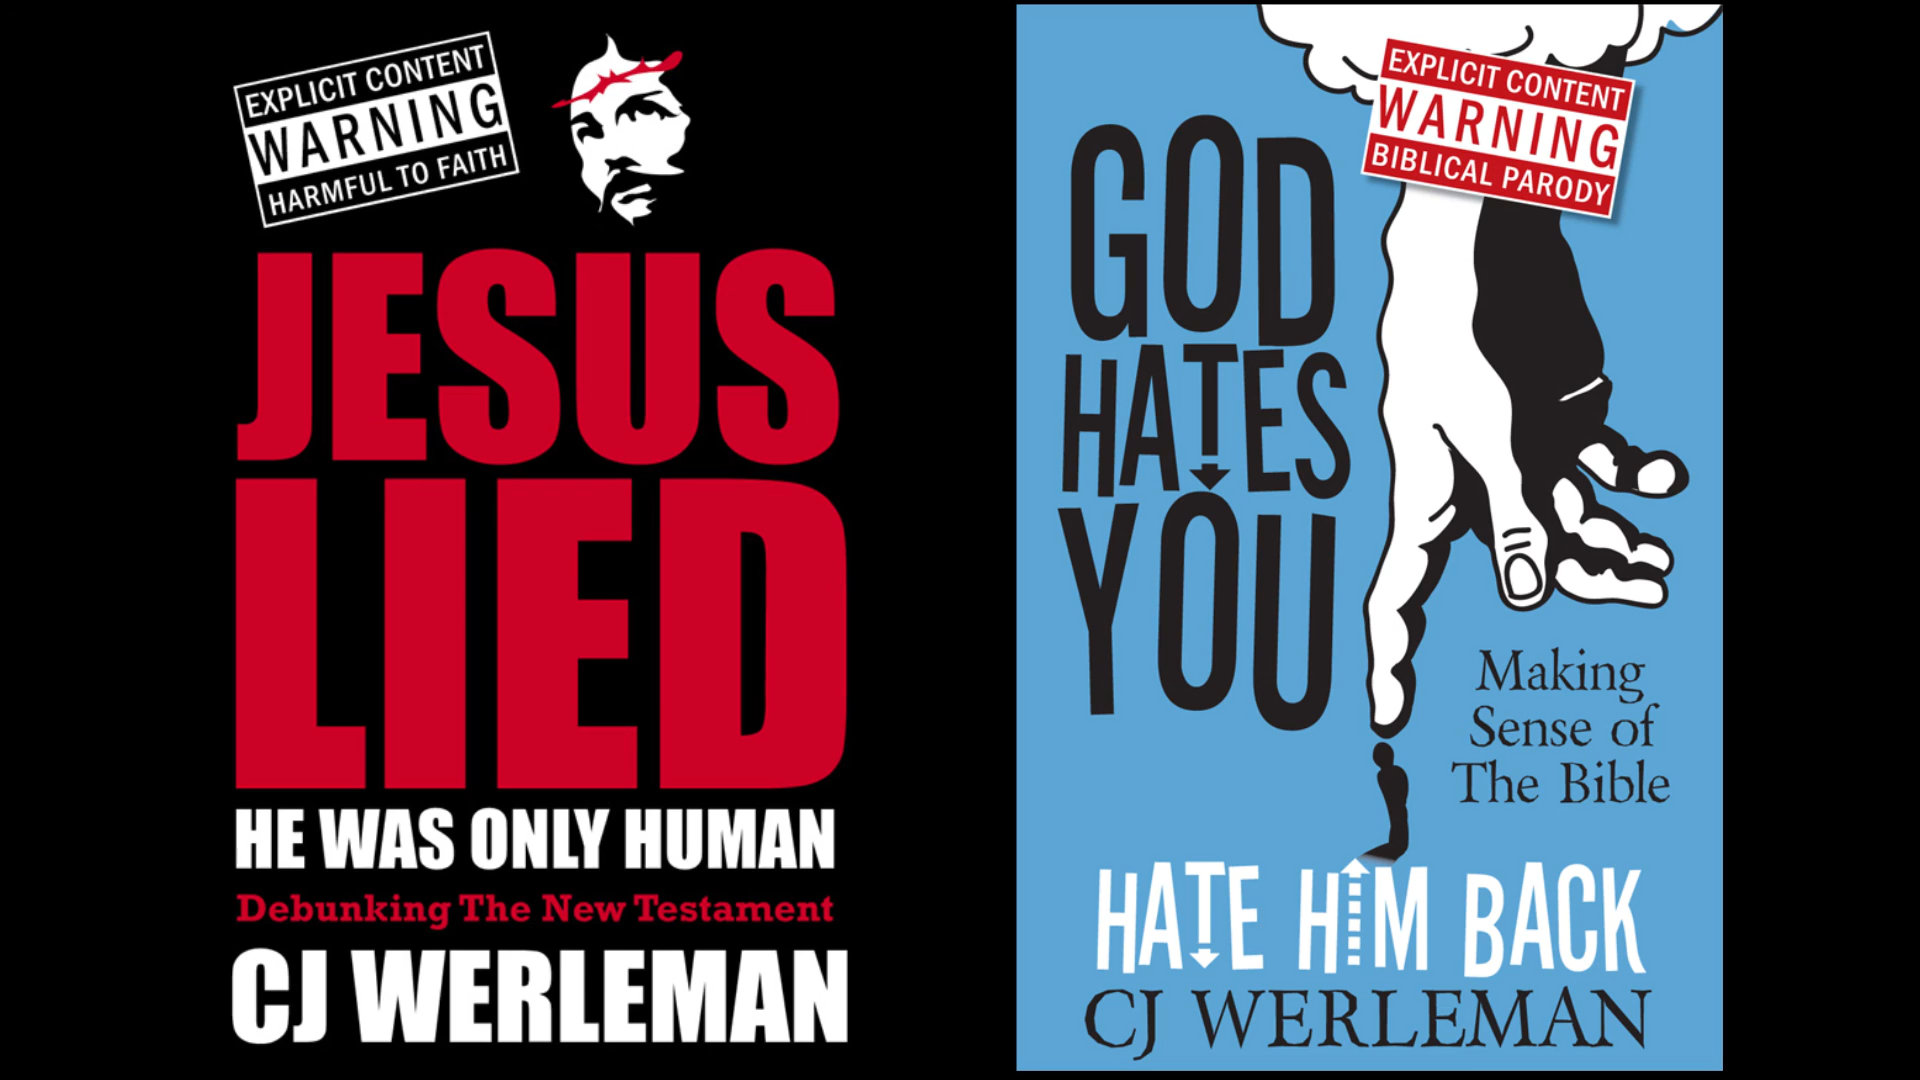 EXPLICIT CONTENT
WARNING
HARMFUL TO FAITH
JESUS
LIED
HE WAS ONLY HUMAN
Debunking The New Testament
CJ WERLEMAN
EXPLICIT CONTENT
WARNING
BIBLICAL PARODY
GOD
HATES
YOU
Making
Sense of
The Bible
HATE HIM BACK
CJ WERLEMAN